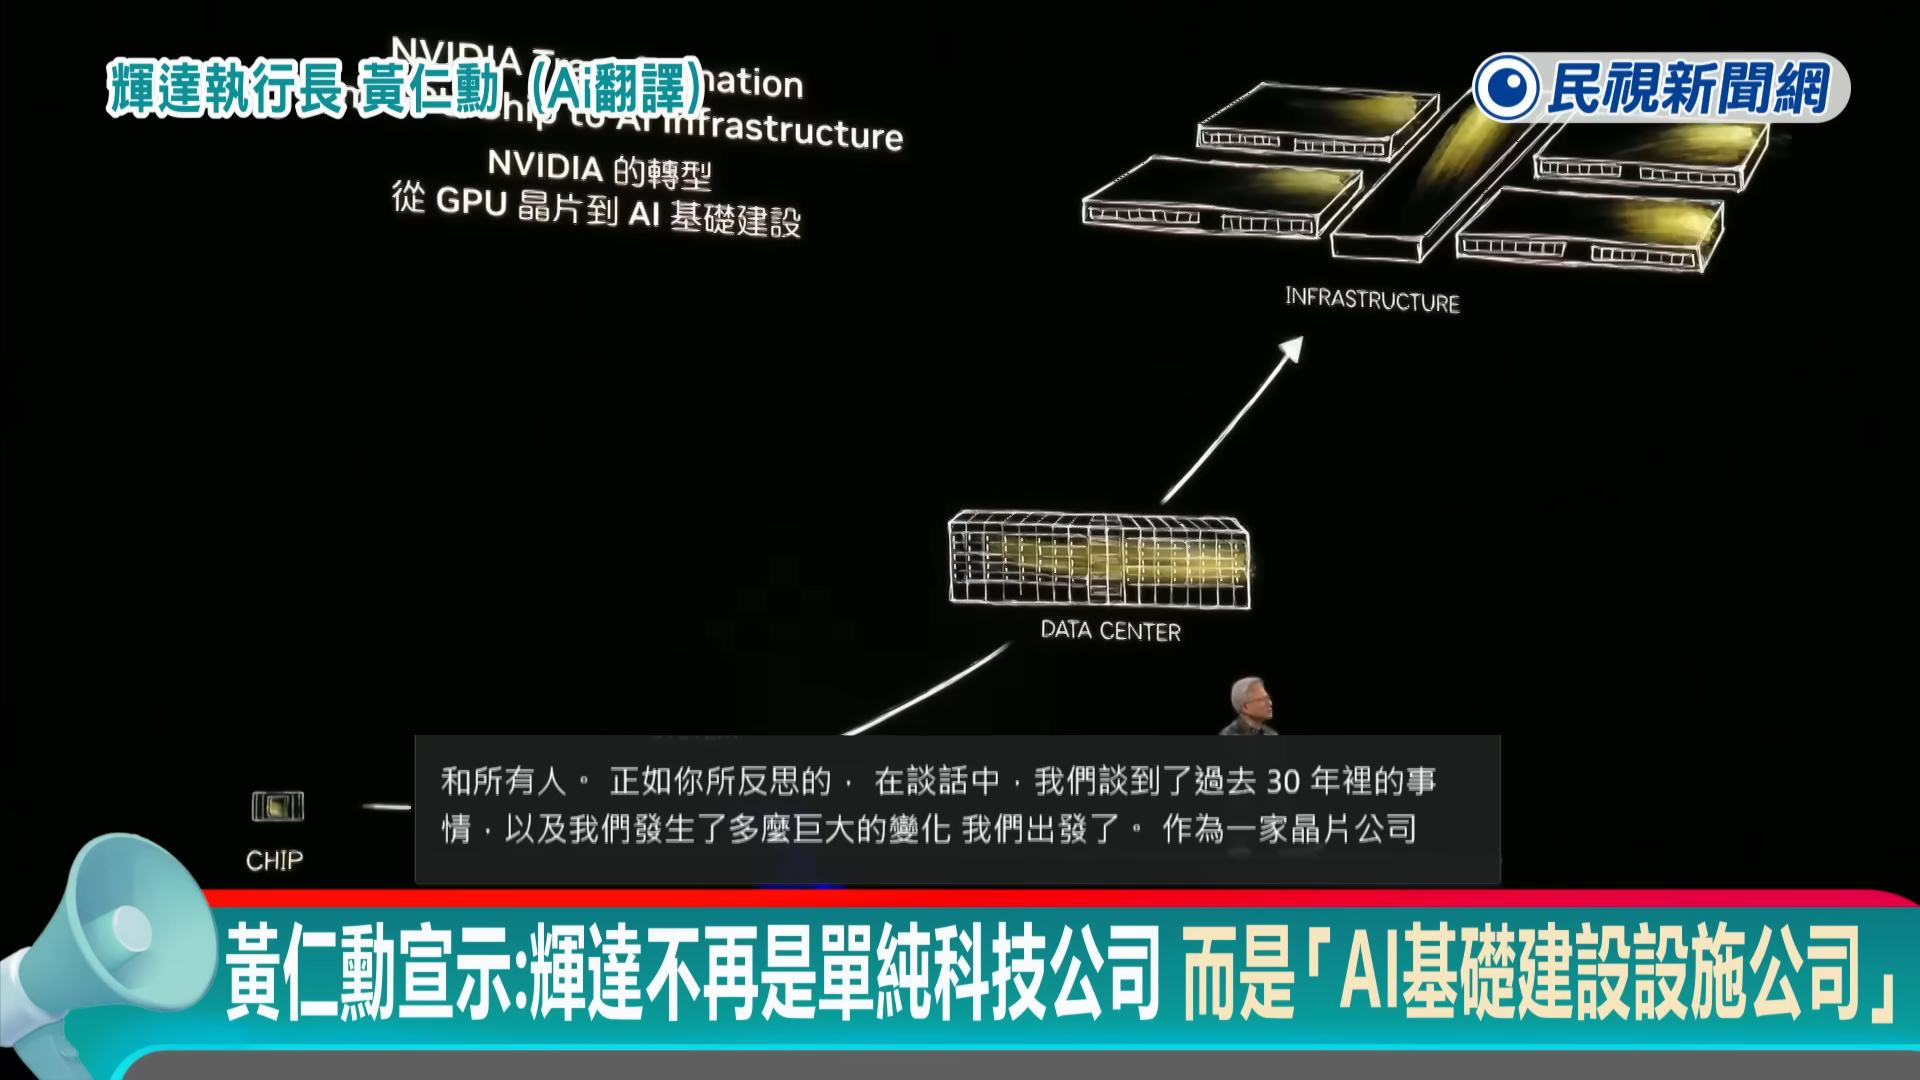 輝達執行長 黃仁勳（Ai翻譯）
民視新聞網
NVIDIA
to AI Infrastructure
NVIDIA 的轉型
從 GPU 晶片到 AI 基礎建設
INFRASTRUCTURE
DATA CENTER
CHIP
和所有人。 正如你所反思的， 在談話中，我們談到了過去 30 年裡的事
情，以及我們發生了多麼巨大的變化 我們出發了。 作為一家晶片公司
黃仁勳宣示:輝達不再是單純科技公司 而是「AI基礎建設設施公司」